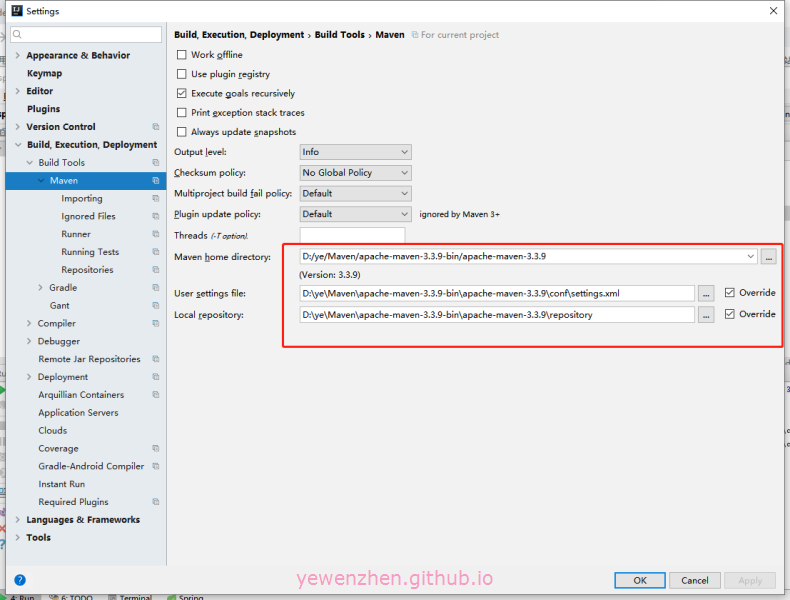 Settings
Build, Execution, Deployment › Build Tools › Maven For current project
Appearance & Behavior
Keymap
Editor
Plugins
Version Control
Build, Execution, Deployment
Build Tools
Maven
Importing
Ignored Files
Runner
Running Tests
Repositories
Gradle
Gant
Compiler
Debugger
Remote Jar Repositories
Deployment
Arquillian Containers
Application Servers
Clouds
Coverage
Gradle-Android Compiler
Instant Run
Required Plugins
Languages & Frameworks
Tools
Work offline
Use plugin registry
Execute goals recursively
Print exception stack traces
Always update snapshots
Output level: Info
Checksum policy: No Global Policy
Multiproject build fail policy: Default
Plugin update policy: Default ignored by Maven 3+
Threads (-T option).
Maven home directory: D:/ye/Maven/apache-maven-3.3.9-bin/apache-maven-3.3.9 ...
(Version: 3.3.9)
User settings file: D:\ye\Maven\apache-maven-3.3.9-bin\apache-maven-3.3.9\conf\settings.xml ... Override
Local repository: D:\ye\Maven\apache-maven-3.3.9-bin\apache-maven-3.3.9\repository ... Override
?
yewenzhen.github.io
OK Cancel Apply
4: Run 6: TODO Terminal Spring